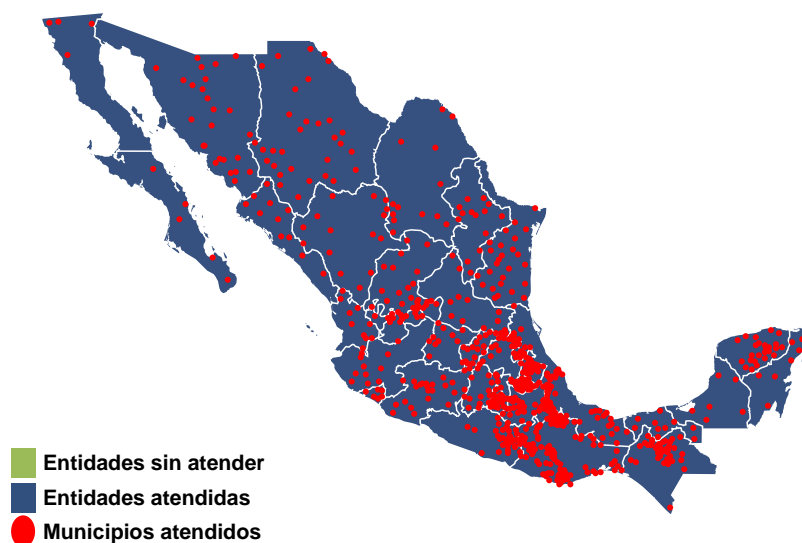 Entidades sin atender
Entidades atendidas
Municipios atendidos